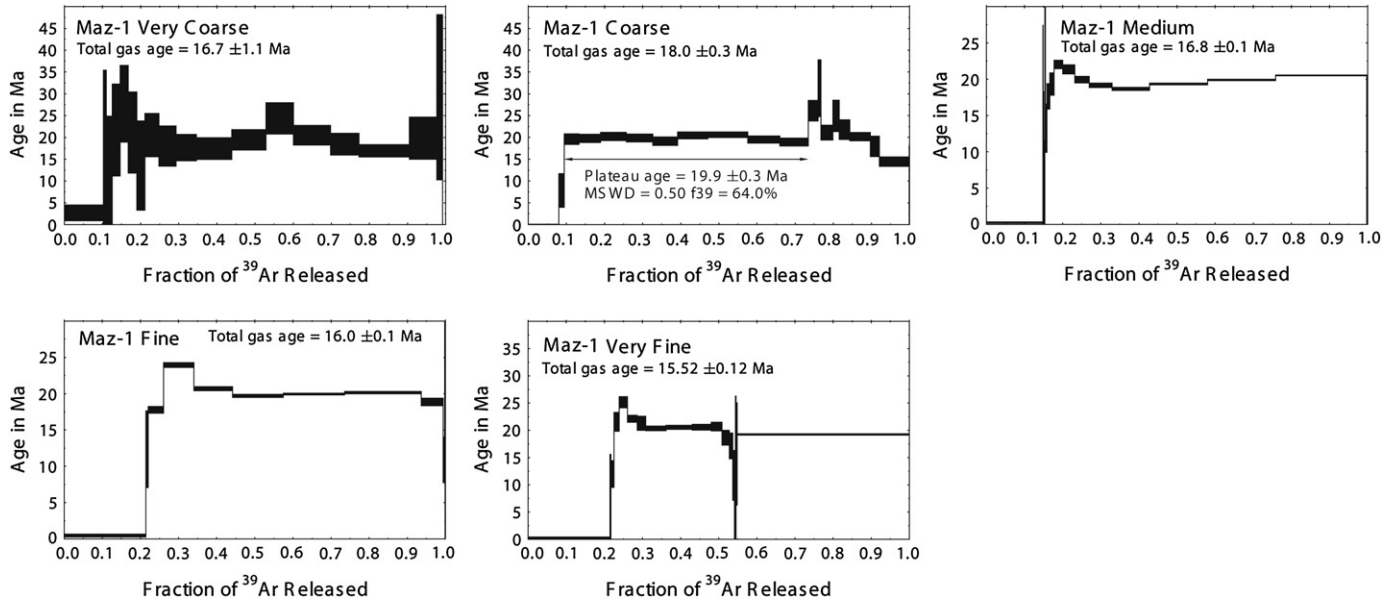 Maz-1 Very Coarse
Total gas age = 16.7 ±1.1 Ma
Age in Ma
45
40
35
30
25
20
15
10
5
0
0.0 0.1 0.2 0.3 0.4 0.5 0.6 0.7 0.8 0.9 1.0
Fraction of ³⁹Ar Released
Maz-1 Coarse
Total gas age = 18.0 ±0.3 Ma
Plateau age = 19.9 ±0.3 Ma
MSWD = 0.50 f39 = 64.0%
Age in Ma
45
40
35
30
25
20
15
10
5
0
0.0 0.1 0.2 0.3 0.4 0.5 0.6 0.7 0.8 0.9 1.0
Fraction of ³⁹Ar Released
Maz-1 Medium
Total gas age = 16.8 ±0.1 Ma
Age in Ma
25
20
15
10
5
0
0.0 0.1 0.2 0.3 0.4 0.5 0.6 0.7 0.8 0.9 1.0
Fraction of ³⁹Ar Released
Maz-1 Fine
Total gas age = 16.0 ±0.1 Ma
Age in Ma
25
20
15
10
5
0
0.0 0.1 0.2 0.3 0.4 0.5 0.6 0.7 0.8 0.9 1.0
Fraction of ³⁹Ar Released
Maz-1 Very Fine
Total gas age = 15.52 ±0.12 Ma
Age in Ma
35
30
25
20
15
10
5
0
0.0 0.1 0.2 0.3 0.4 0.5 0.6 0.7 0.8 0.9 1.0
Fraction of ³⁹Ar Released